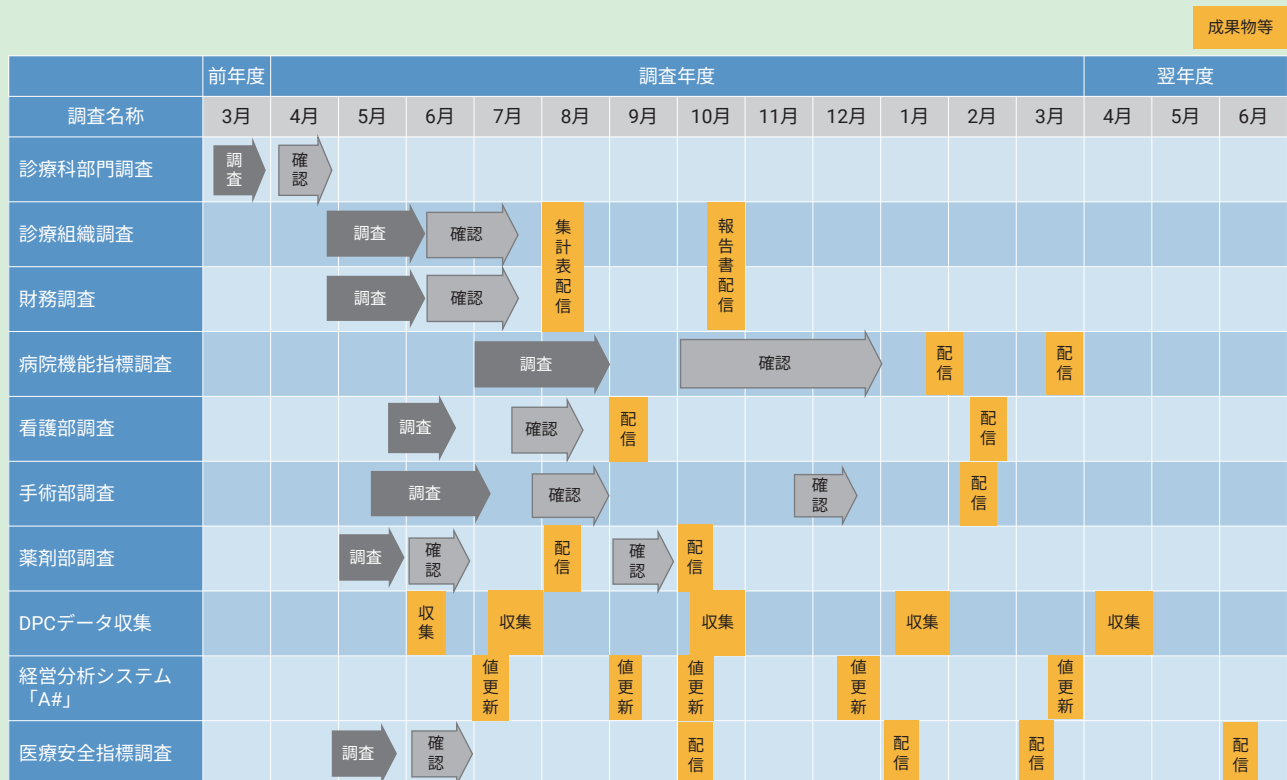 成果物等
前年度 調査年度 翌年度
調査名称 3月 4月 5月 6月 7月 8月 9月 10月 11月 12月 1月 2月 3月 4月 5月 6月
診療科部門調査 調査 確認
診療組織調査 調査 確認 集計表配信 報告書配信
財務調査 調査 確認
病院機能指標調査 調査 確認 配信 配信
看護部調査 調査 確認 配信 配信
手術部調査 調査 確認 確認 配信
薬剤部調査 調査 確認 配信 確認 配信
DPCデータ収集 収集 収集 収集 収集 収集
経営分析システム
「A#」 値更新 値更新 値更新 値更新 値更新
医療安全指標調査 調査 確認 配信 配信 配信 配信